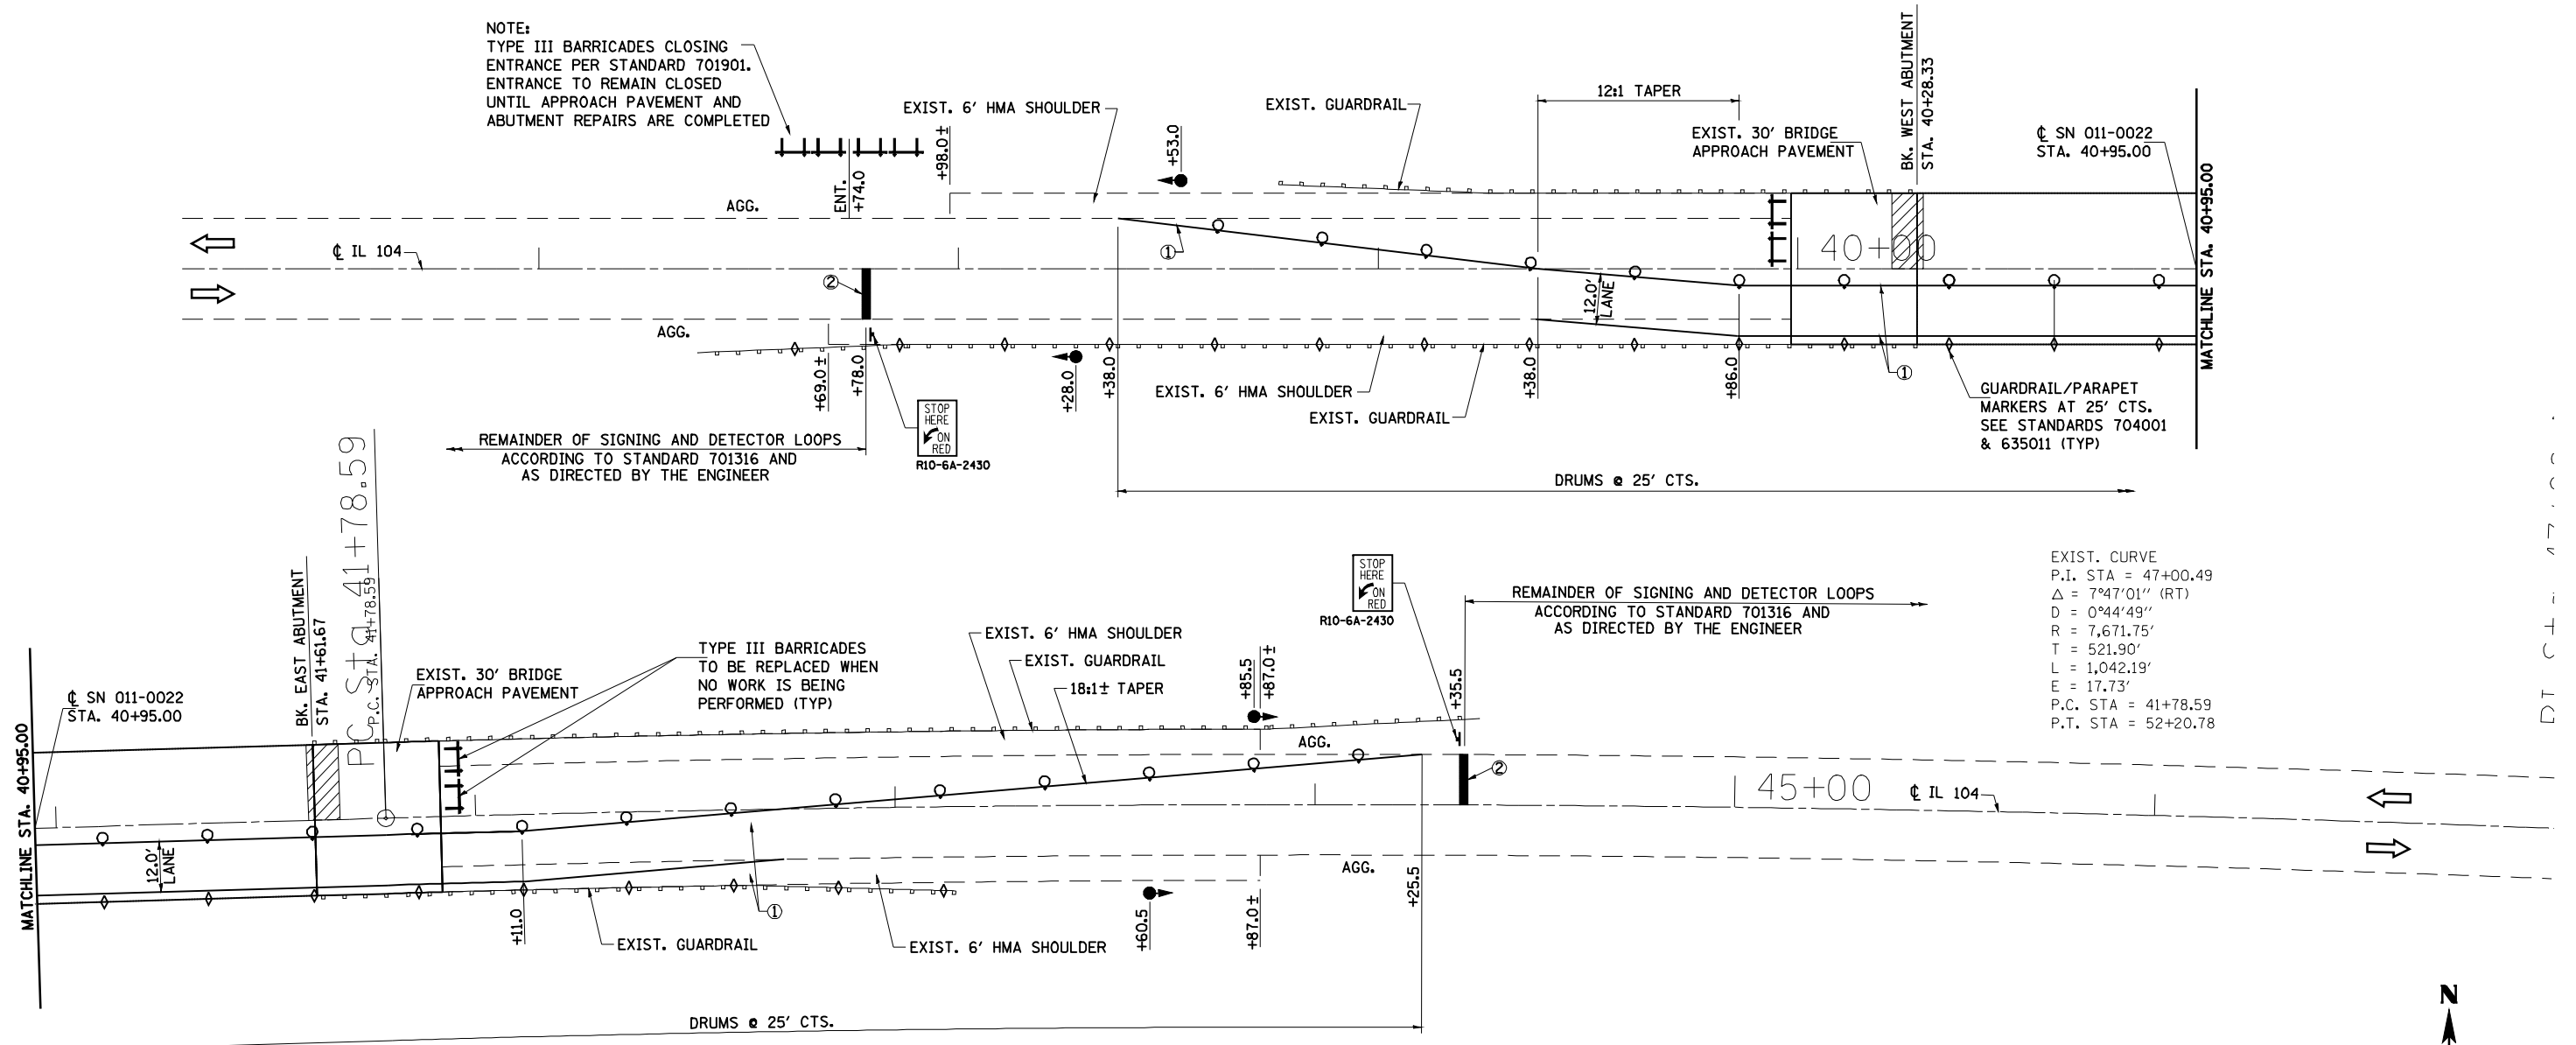 NOTE:
TYPE III BARRICADES CLOSING
ENTRANCE PER STANDARD 701901.
ENTRANCE TO REMAIN CLOSED
UNTIL APPROACH PAVEMENT AND
ABUTMENT REPAIRS ARE COMPLETED
ENT.
+74.0
+98.0±
EXIST. 6' HMA SHOULDER
+53.0
EXIST. GUARDRAIL
12:1 TAPER
EXIST. 30' BRIDGE
APPROACH PAVEMENT
BK. WEST ABUTMENT
STA. 40+28.33
℄ SN 011-0022
STA. 40+95.00
MATCHLINE STA. 40+95.00
AGG.
℄ IL 104
①
40+00
②
12.0'
LANE
AGG.
+69.0±
+78.0
+28.0
+38.0
+38.0
+86.0
①
EXIST. 6' HMA SHOULDER
EXIST. GUARDRAIL
GUARDRAIL/PARAPET
MARKERS AT 25' CTS.
SEE STANDARDS 704001
& 635011 (TYP)
STOP
HERE
ON
RED
R10-6A-2430
REMAINDER OF SIGNING AND DETECTOR LOOPS
ACCORDING TO STANDARD 701316 AND
AS DIRECTED BY THE ENGINEER
DRUMS @ 25' CTS.
℄ SN 011-0022
STA. 40+95.00
MATCHLINE STA. 40+95.00
BK. EAST ABUTMENT
STA. 41+61.67
PC Sta 41+78.59
P.C. STA. 41+78.59
EXIST. 30' BRIDGE
APPROACH PAVEMENT
TYPE III BARRICADES
TO BE REPLACED WHEN
NO WORK IS BEING
PERFORMED (TYP)
EXIST. 6' HMA SHOULDER
EXIST. GUARDRAIL
18:1± TAPER
+85.5
+87.0±
STOP
HERE
ON
RED
R10-6A-2430
+35.5
REMAINDER OF SIGNING AND DETECTOR LOOPS
ACCORDING TO STANDARD 701316 AND
AS DIRECTED BY THE ENGINEER
EXIST. CURVE
P.I. STA = 47+00.49
△ = 7°47'01" (RT)
D = 0°44'49"
R = 7,671.75'
T = 521.90'
L = 1,042.19'
E = 17.73'
P.C. STA = 41+78.59
P.T. STA = 52+20.78
AGG.
②
45+00
℄ IL 104
12.0'
LANE
AGG.
①
+11.0
EXIST. GUARDRAIL
EXIST. 6' HMA SHOULDER
+60.5
+87.0±
+25.5
DRUMS @ 25' CTS.
N